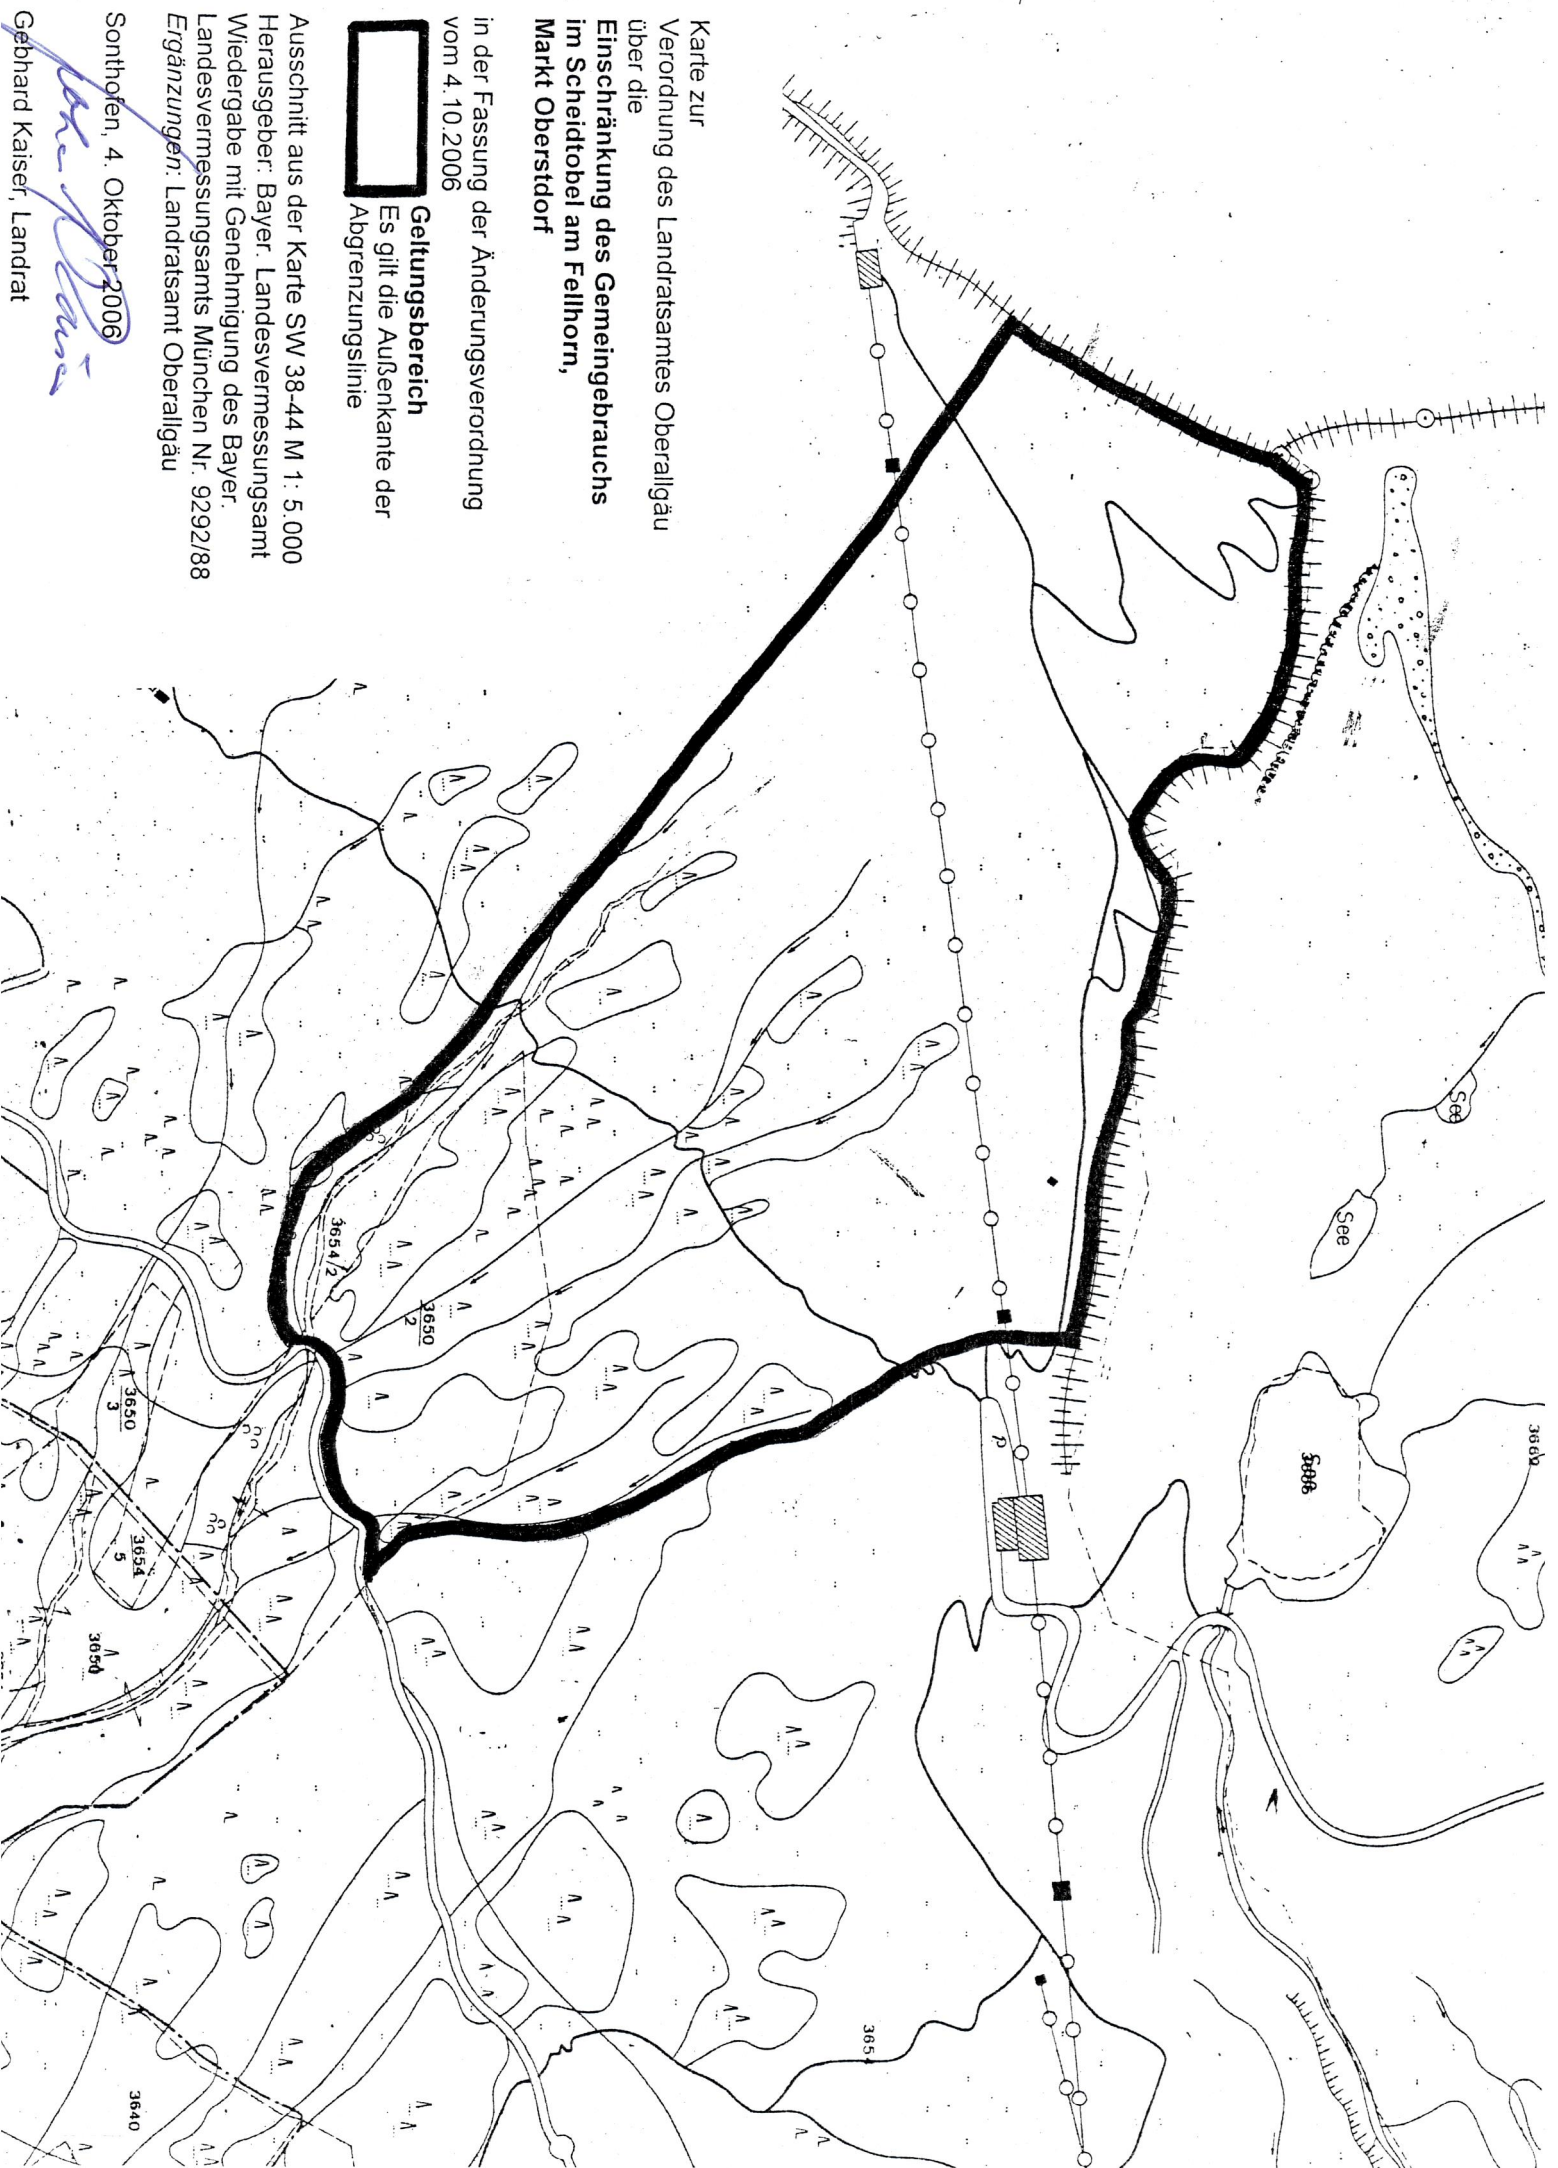 Karte zur
Verordnung des Landratsamtes Oberallgäu
über die
Einschränkung des Gemeingebrauchs
im Scheidtobel am Fellhorn,
Markt Oberstdorf
in der Fassung der Änderungsverordnung
vom 4.10.2006
Geltungsbereich
Es gilt die Außenkante der
Abgrenzungslinie
Ausschnitt aus der Karte SW 38-44 M 1: 5.000
Herausgeber: Bayer. Landesvermessungsamt
Wiedergabe mit Genehmigung des Bayer.
Landesvermessungsamts München Nr. 9292/88
Ergänzungen: Landratsamt Oberallgäu
Sonthofen, 4. Oktober 2006
Gebhard Kaiser, Landrat
See
See
P
3654/2
3650
2
3650
3
3654
5
3650
3654
3640